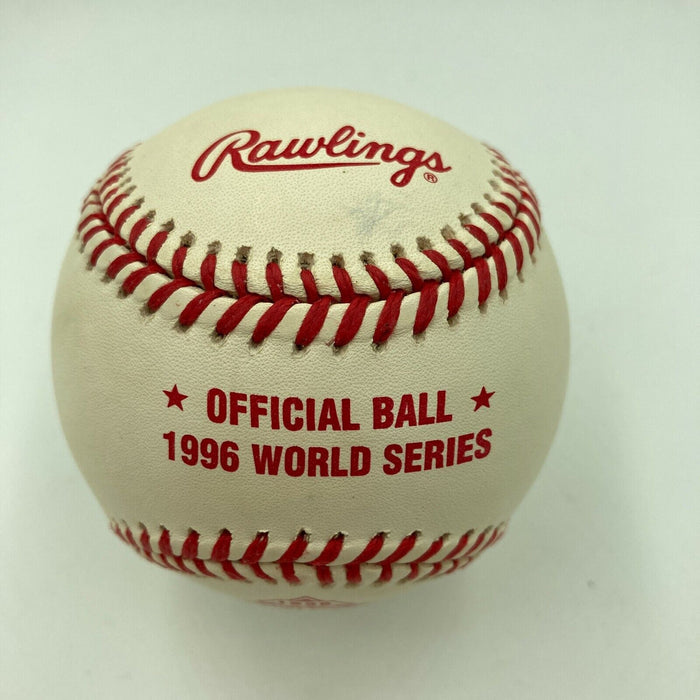 Rawlings®
★ OFFICIAL BALL ★
1996 WORLD SERIES